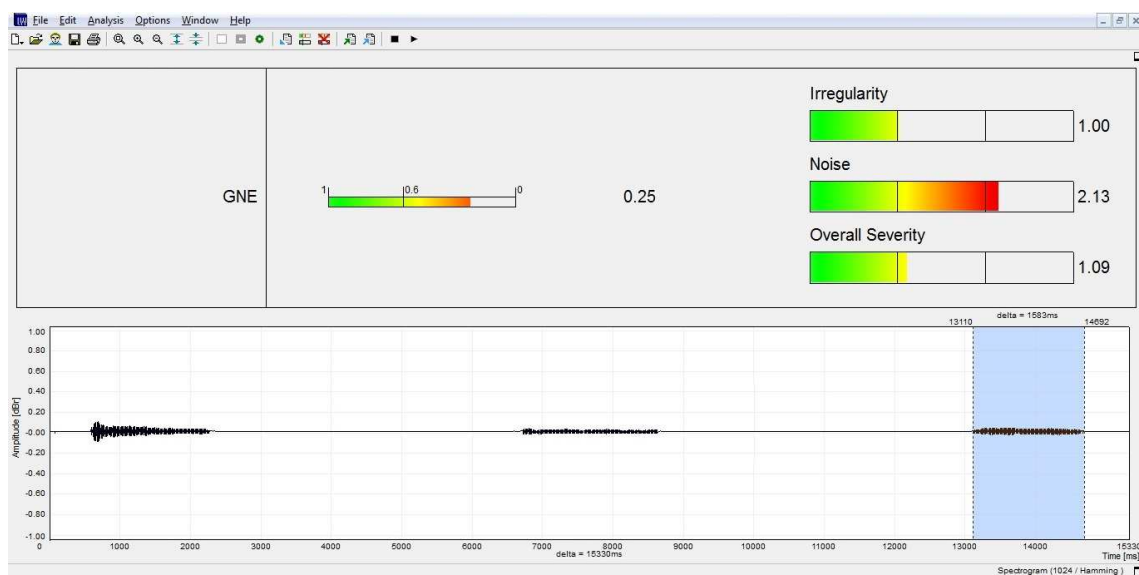 LW File Edit Analysis Options Window Help
Irregularity
1.00
Noise
GNE 1 0.6 0 0.25 2.13
Overall Severity
1.09
delta = 1583ms
13110 14692
1.00
0.80
0.60
0.40
0.20
-0.00
-0.20
-0.40
-0.60
-0.80
-1.00
Amplitude [dBr]
0 1000 2000 3000 4000 5000 6000 7000 8000 9000 10000 11000 12000 13000 14000 15330
delta = 15330ms Time [ms]
Spectrogram (1024 / Hamming )